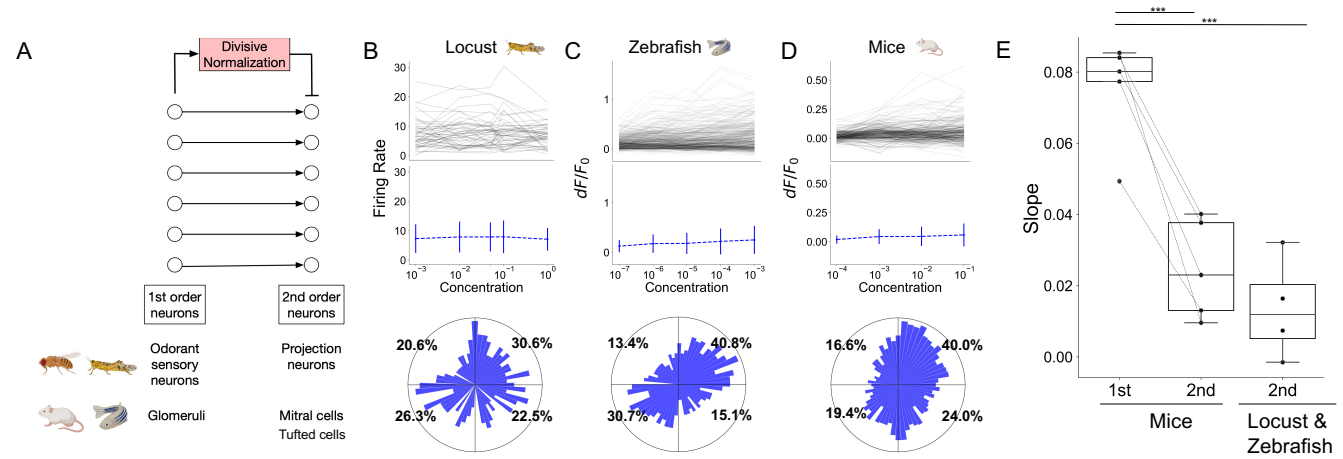 A
Divisive
Normalization
1st order
neurons
2nd order
neurons
Odorant
sensory
neurons
Projection
neurons
Glomeruli
Mitral cells
Tufted cells
B
Locust
30
20
10
0
Firing Rate
30
20
10
0
10⁻³
10⁻²
10⁻¹
10⁰
Concentration
20.6%
30.6%
26.3%
22.5%
C
Zebrafish
1
0
dF/F₀
1
0
10⁻⁷
10⁻⁶
10⁻⁵
10⁻⁴
10⁻³
Concentration
13.4%
40.8%
30.7%
15.1%
D
Mice
0.50
0.25
0.00
dF/F₀
0.50
0.25
0.00
10⁻⁴
10⁻³
10⁻²
10⁻¹
Concentration
16.6%
40.0%
19.4%
24.0%
E
***
***
Slope
0.08
0.06
0.04
0.02
0.00
1st
2nd
2nd
Mice
Locust &
Zebrafish